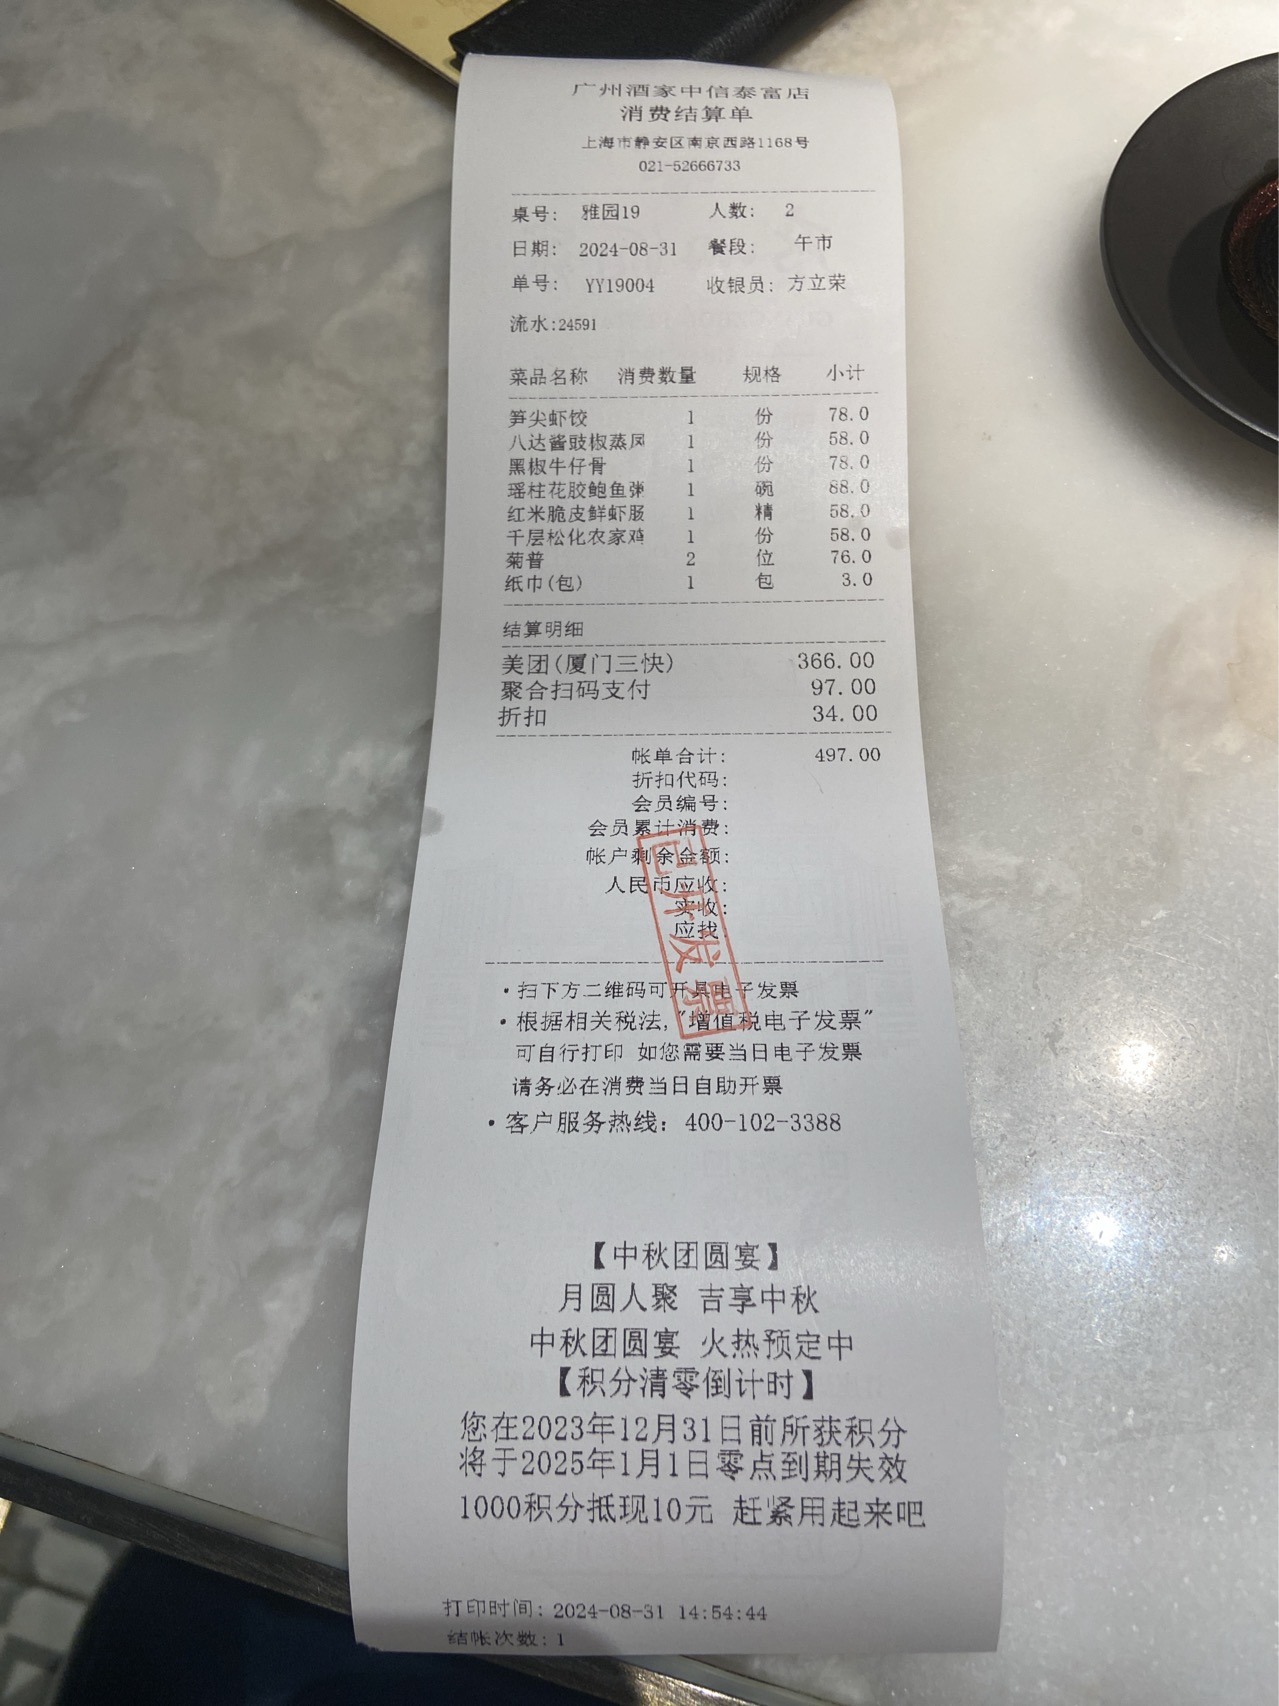 广州酒家中信泰富店
消费结算单
上海市静安区南京西路1168号
021-52666733
桌号: 雅园19 人数: 2
日期: 2024-08-31 餐段: 午市
单号: YY19004 收银员: 方立荣
流水:24591
菜品名称 消费数量 规格 小计
笋尖虾饺 1 份 78.0
八达酱豉椒蒸凤 1 份 58.0
黑椒牛仔骨 1 份 78.0
瑶柱花胶鲍鱼粥 1 碗 88.0
红米脆皮鲜虾肠 1 精 58.0
千层松化农家鸡 1 份 58.0
菊普 2 位 76.0
纸巾(包) 1 包 3.0
结算明细
美团(厦门三快) 366.00
聚合扫码支付 97.00
折扣 34.00
帐单合计: 497.00
折扣代码:
会员编号:
会员累计消费:
帐户剩余金额:
人民币应收:
实收:
应找:
已开发票
·扫下方二维码可开具电子发票
·根据相关税法,"增值税电子发票"
可自行打印 如您需要当日电子发票
请务必在消费当日自助开票
·客户服务热线: 400-102-3388
【中秋团圆宴】
月圆人聚 吉享中秋
中秋团圆宴 火热预定中
【积分清零倒计时】
您在2023年12月31日前所获积分
将于2025年1月1日零点到期失效
1000积分抵现10元 赶紧用起来吧
打印时间: 2024-08-31 14:54:44
结帐次数: 1